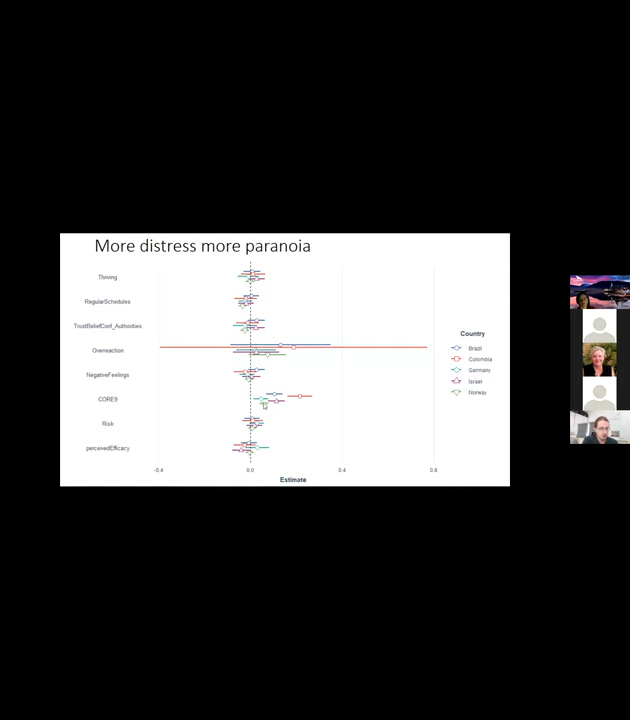 More distress more paranoia
Thriving
RegularSchedules
TrustBeliefConf_Authorities
Overreaction
NegativeFeelings
CORE9
Risk
perceivedEfficacy
-0.4 0.0 0.4 0.8
Estimate
Country
Brazil
Colombia
Germany
Israel
Norway